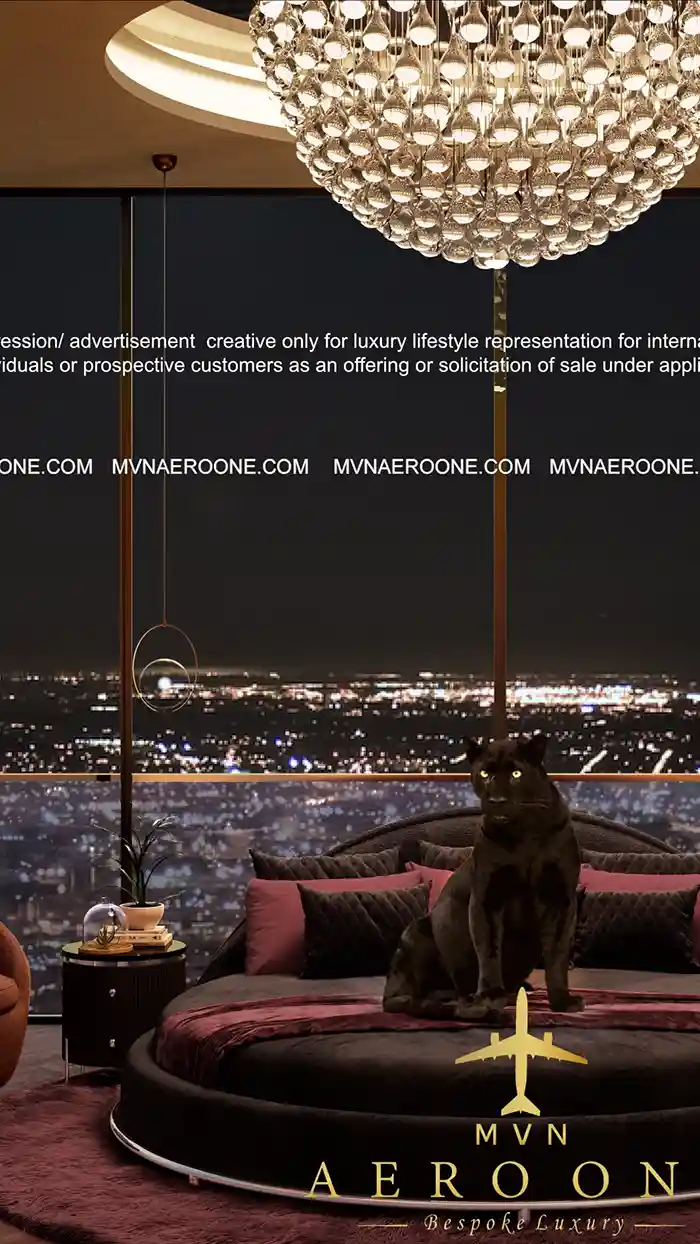 ession/ advertisement creative only for luxury lifestyle representation for interna
iduals or prospective customers as an offering or solicitation of sale under appli
ONE.COM MVNAEROONE.COM MVNAEROONE.COM MVNAEROONE.
MVN
AERO ON
Bespoke Luxury